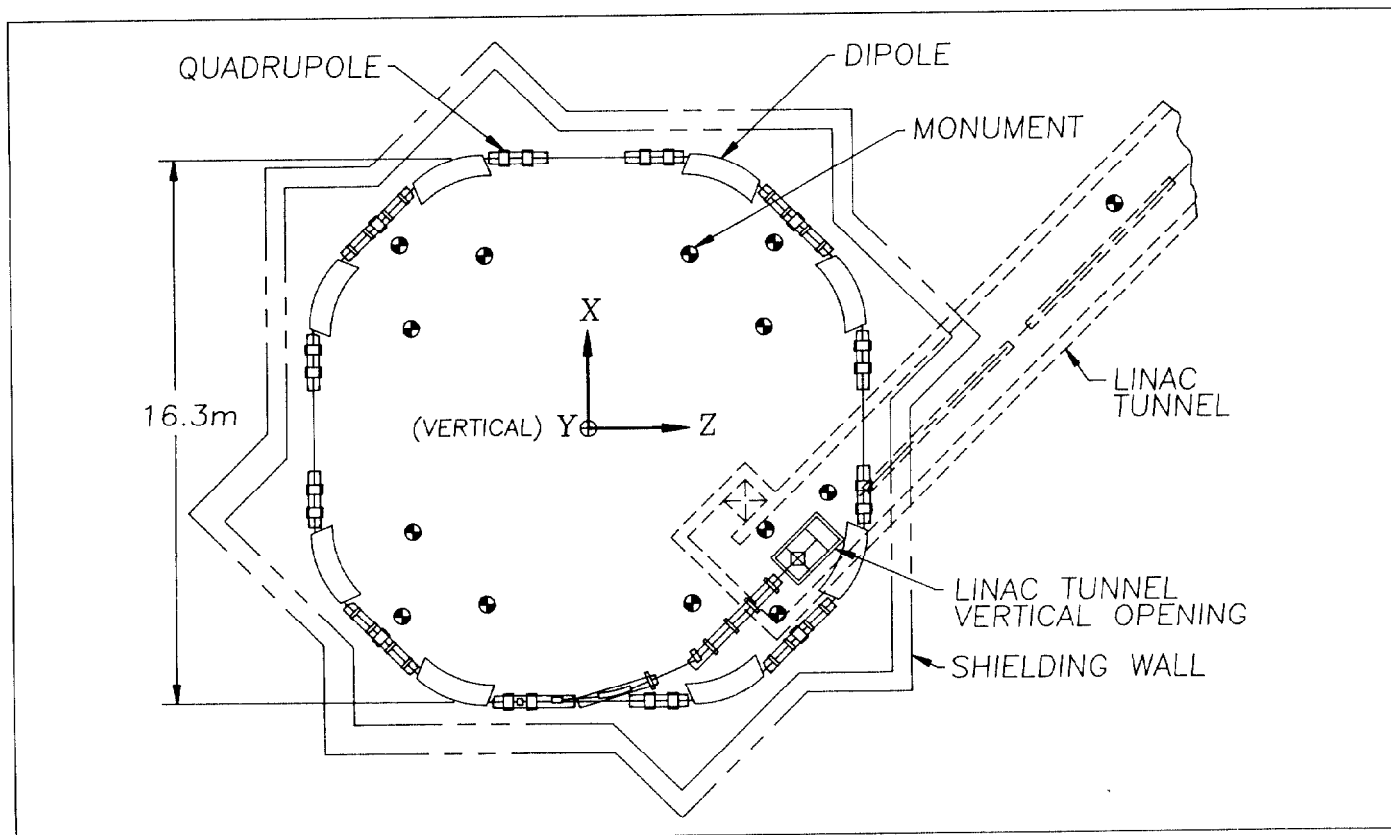 QUADRUPOLE
DIPOLE
MONUMENT
X
16.3m
(VERTICAL) Y Z
LINAC
TUNNEL
LINAC TUNNEL
VERTICAL OPENING
SHIELDING WALL